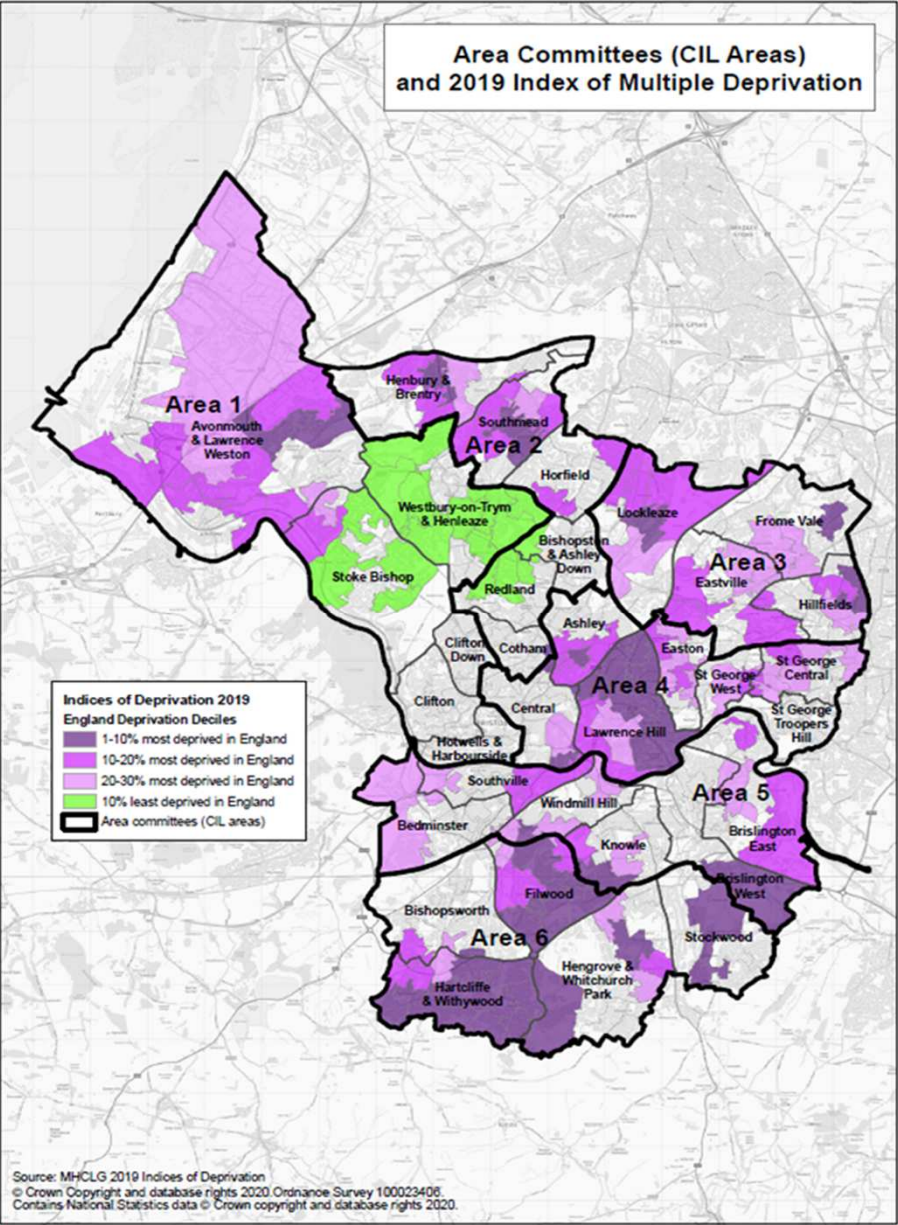 Area Committees (CIL Areas)
and 2019 Index of Multiple Deprivation
Area 1
Avonmouth
& Lawrence
Weston
Henbury &
Brentry
Southmead
Area 2
Horfield
Westbury-on-Trym
& Henleaze
Stoke Bishop
Bishopston
& Ashley
Down
Redland
Lockleaze
Frome Vale
Area 3
Eastville
Hillfields
Ashley
Clifton
Down
Cotham
Easton
St George
West
St George
Central
Area 4
Clifton
Central
Lawrence Hill
St George
Troopers
Hill
Hotwells &
Harbourside
Indices of Deprivation 2019
England Deprivation Deciles
1-10% most deprived in England
10-20% most deprived in England
20-30% most deprived in England
10% least deprived in England
Area committees (CIL areas)
Southville
Windmill Hill
Area 5
Bedminster
Knowle
Brislington
East
Brislington
West
Filwood
Bishopsworth
Area 6
Stockwood
Hengrove &
Whitchurch
Park
Hartcliffe
& Withywood
Source: MHCLG 2019 Indices of Deprivation
© Crown Copyright and database rights 2020 Ordnance Survey 100023406.
Contains National Statistics data © Crown copyright and database rights 2020.